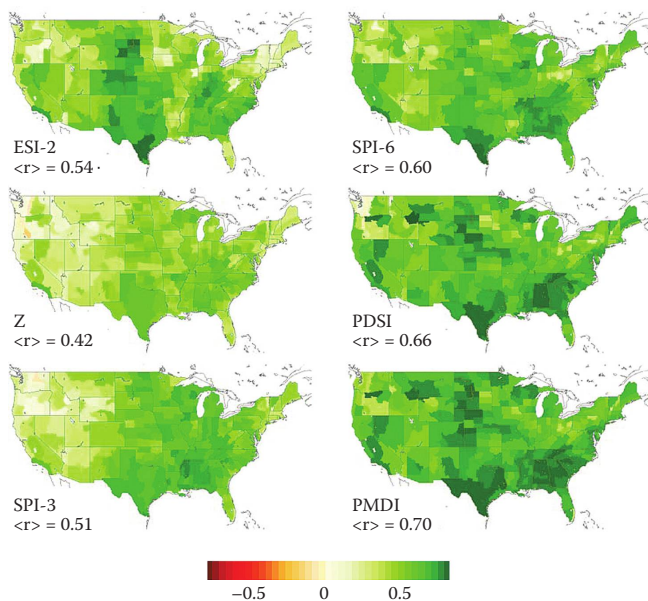 ESI-2
<r> = 0.54 ·
SPI-6
<r> = 0.60
Z
<r> = 0.42
PDSI
<r> = 0.66
SPI-3
<r> = 0.51
PMDI
<r> = 0.70
−0.5 0 0.5